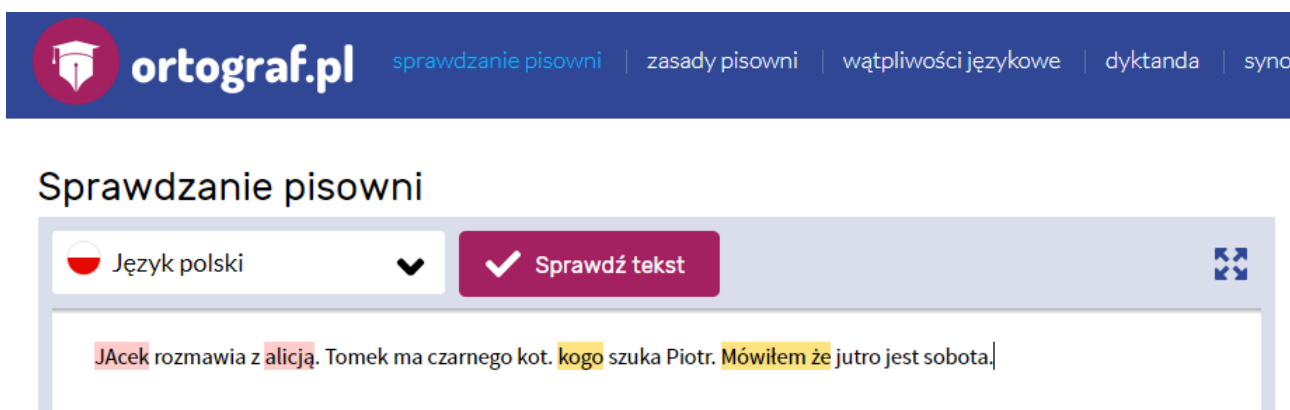 ortograf.pl sprawdzanie pisowni zasady pisowni wątpliwości językowe dyktanda
Sprawdzanie pisowni
Język polski Sprawdź tekst
JAcek rozmawia z alicją. Tomek ma czarnego kot. kogo szuka Piotr. Mówiłem że jutro jest sobota.